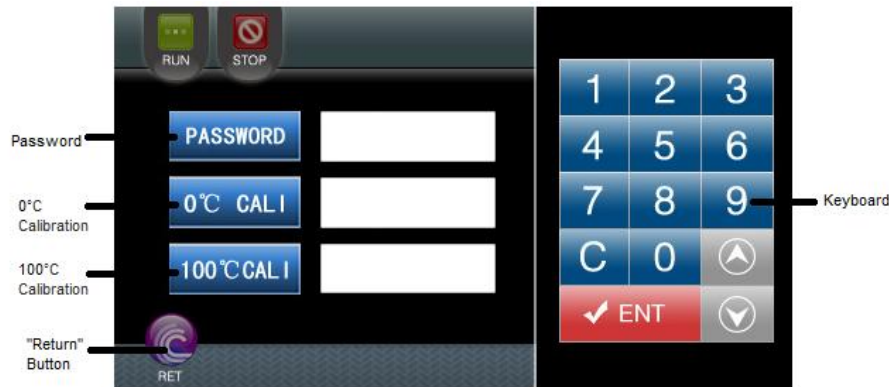 RUN STOP
Password
PASSWORD
0°C
Calibration
0℃ CALI
100°C
Calibration
100℃CALI
"Return"
Button
RET
1 2 3
4 5 6
7 8 9
C 0
ENT
Keyboard